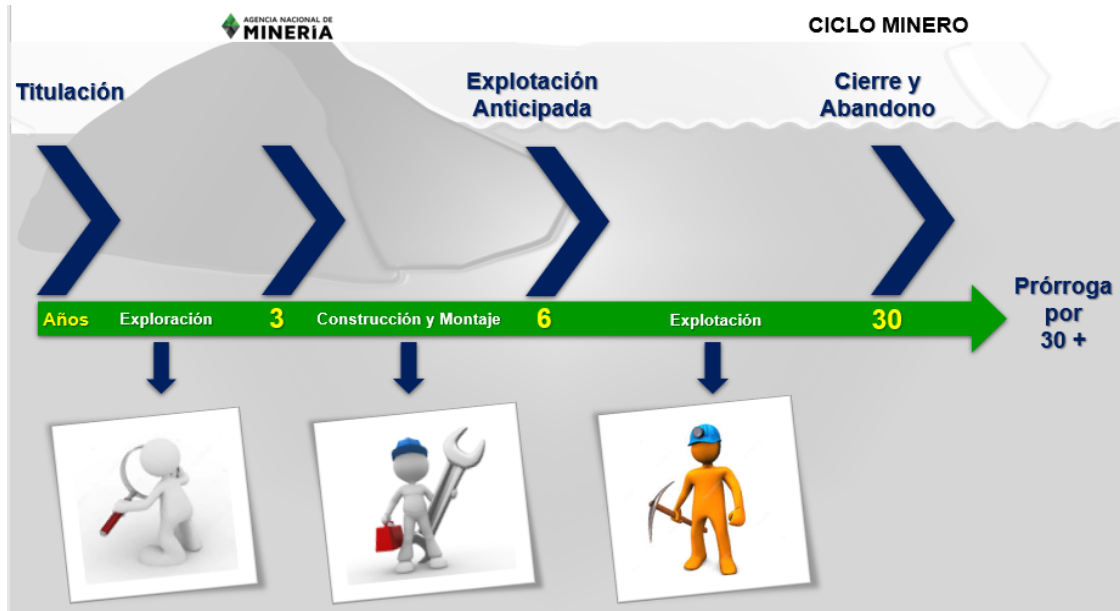 AGENCIA NACIONAL DE
MINERÍA
CICLO MINERO
Titulación
Explotación
Anticipada
Cierre y
Abandono
Años Exploración 3 Construcción y Montaje 6 Explotación 30
Prórroga
por
30 +